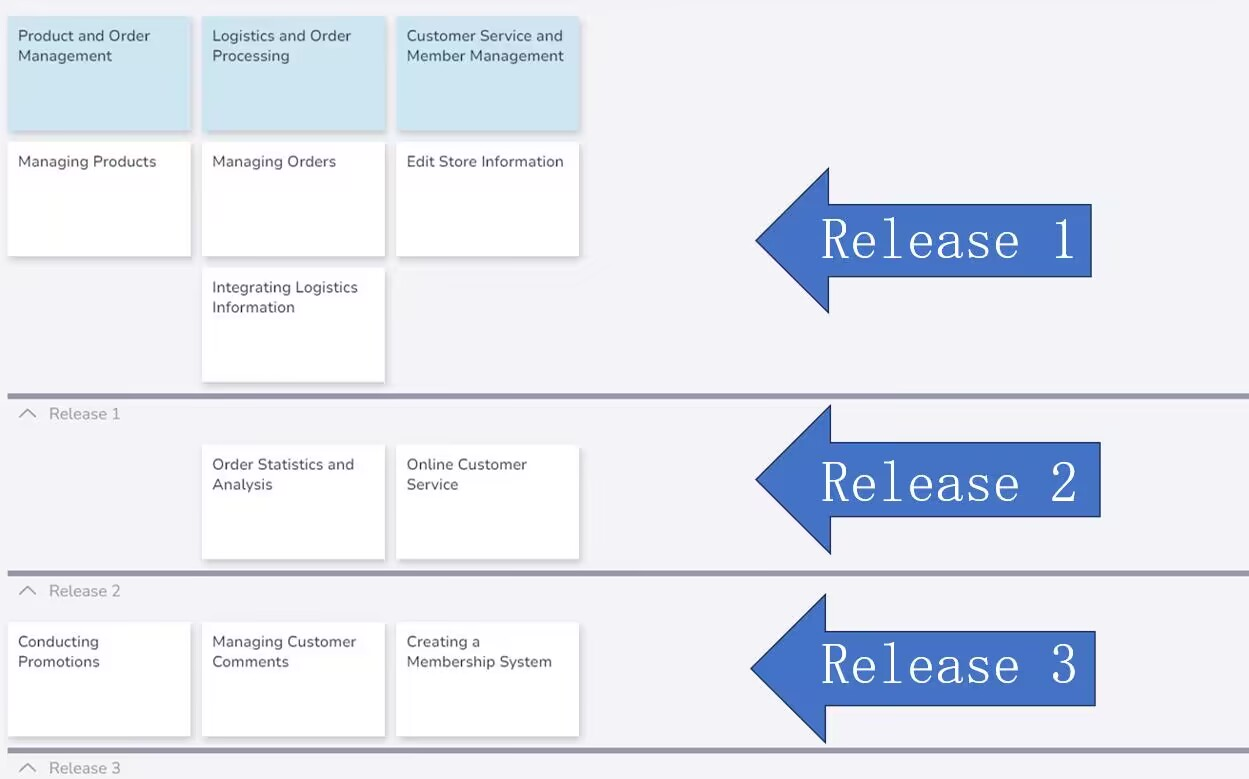 Product and Order
Management
Logistics and Order
Processing
Customer Service and
Member Management
Managing Products
Managing Orders
Edit Store Information
Release 1
Integrating Logistics
Information
Release 1
Order Statistics and
Analysis
Online Customer
Service
Release 2
Release 2
Conducting
Promotions
Managing Customer
Comments
Creating a
Membership System
Release 3
Release 3